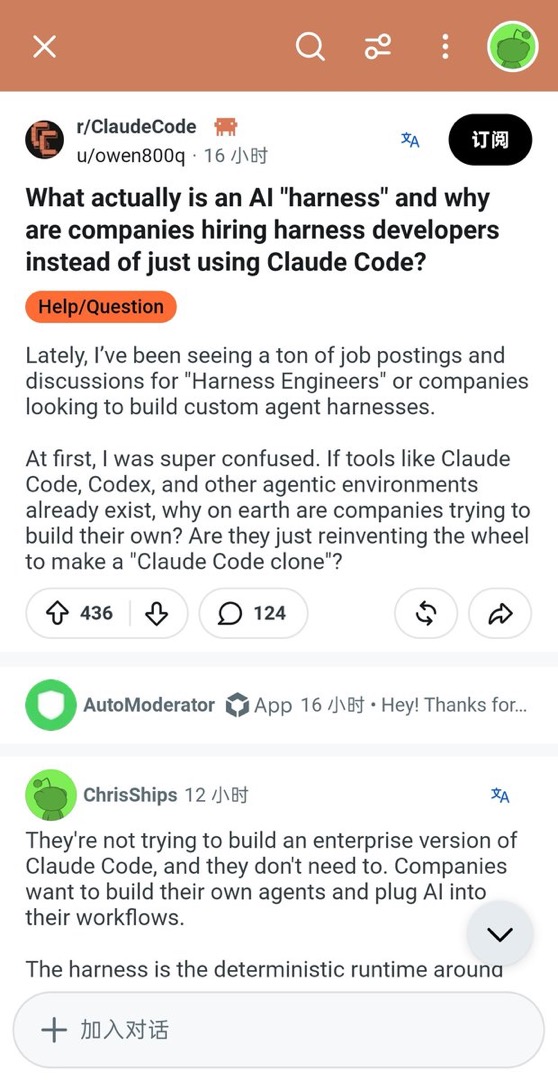 r/ClaudeCode
u/owen800q · 16 小时
订阅
What actually is an AI "harness" and why
are companies hiring harness developers
instead of just using Claude Code?
Help/Question
Lately, I’ve been seeing a ton of job postings and
discussions for "Harness Engineers" or companies
looking to build custom agent harnesses.
At first, I was super confused. If tools like Claude
Code, Codex, and other agentic environments
already exist, why on earth are companies trying to
build their own? Are they just reinventing the wheel
to make a "Claude Code clone"?
436
124
AutoModerator App 16 小时 • Hey! Thanks for...
ChrisShips 12 小时
They're not trying to build an enterprise version of
Claude Code, and they don't need to. Companies
want to build their own agents and plug AI into
their workflows.
The harness is the deterministic runtime around
加入对话